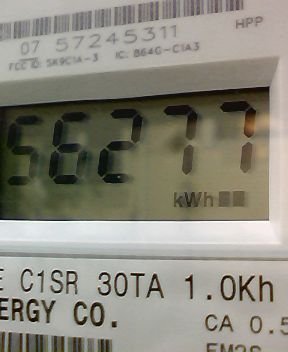 HPP
07 57245311
FCC ID: SK9C1A-3 IC: 864G-C1A3
56277
kWh
E C1SR 30TA 1.0Kh
ERGY CO.
CA 0.5
EM2S